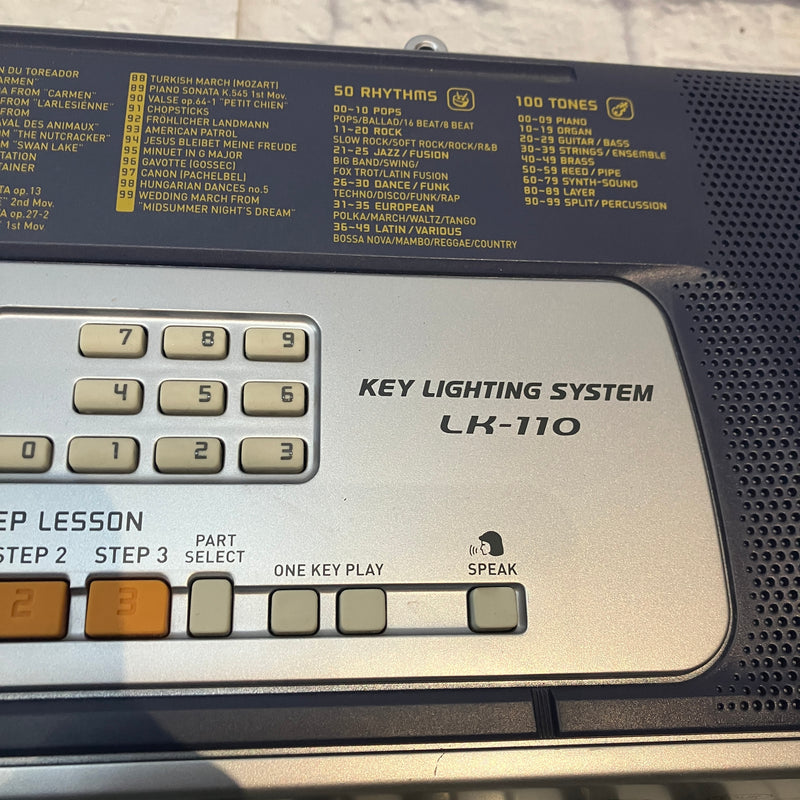 N DU TOREADOR
ARMEN"
A FROM "CARMEN"
FROM "L'ARLESIÉNNE"
FROM
VAL DES ANIMAUX"
OM "THE NUTCRACKER"
OM "SWAN LAKE"
TATION
TAINER
TA op.13
E" 2nd Mov.
TA op.27-2
" 1st Mov
88 TURKISH MARCH (MOZART)
89 PIANO SONATA K.545 1st Mov.
90 VALSE op.64-1 "PETIT CHIEN"
91 CHOPSTICKS
92 FRÖHLICHER LANDMANN
93 AMERICAN PATROL
94 JESUS BLEIBET MEINE FREUDE
95 MINUET IN G MAJOR
96 GAVOTTE (GOSSEC)
97 CANON (PACHELBEL)
98 HUNGARIAN DANCES no.5
99 WEDDING MARCH FROM
"MIDSUMMER NIGHT'S DREAM"
50 RHYTHMS
00-10 POPS
POPS/BALLAD/16 BEAT/8 BEAT
11-20 ROCK
SLOW ROCK/SOFT ROCK/ROCK/R&B
21-25 JAZZ/FUSION
BIG BAND/SWING/
FOX TROT/LATIN FUSION
26-30 DANCE/FUNK
TECHNO/DISCO/FUNK/RAP
31-35 EUROPEAN
POLKA/MARCH/WALTZ/TANGO
36-49 LATIN/VARIOUS
BOSSA NOVA/MAMBO/REGGAE/COUNTRY
100 TONES
00-09 PIANO
10-19 ORGAN
20-29 GUITAR/BASS
30-39 STRINGS/ENSEMBLE
40-49 BRASS
50-59 REED/PIPE
60-79 SYNTH-SOUND
80-89 LAYER
90-99 SPLIT/PERCUSSION
7 8 9
4 5 6
0 1 2 3
KEY LIGHTING SYSTEM
LK-110
EP LESSON
STEP 2 STEP 3
PART
SELECT
ONE KEY PLAY
SPEAK
2 3